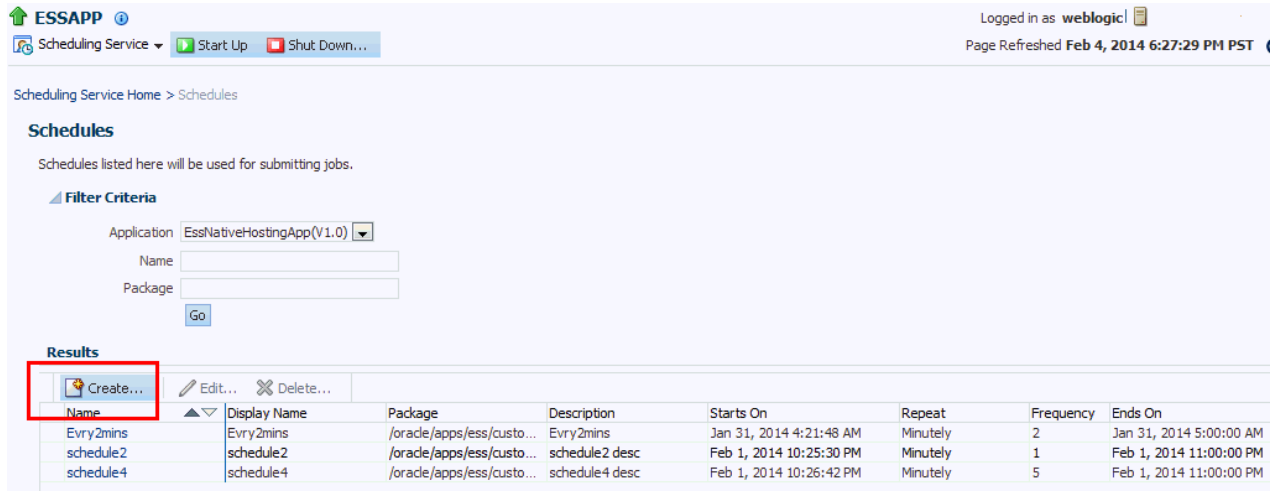 ESSAPP
Logged in as weblogic
Scheduling Service Start Up Shut Down...
Page Refreshed Feb 4, 2014 6:27:29 PM PST
Scheduling Service Home > Schedules
Schedules
Schedules listed here will be used for submitting jobs.
Filter Criteria
Application EssNativeHostingApp(V1.0)
Name
Package
Go
Results
Create... Edit... Delete...
Name Display Name Package Description Starts On Repeat Frequency Ends On
Evry2mins Evry2mins /oracle/apps/ess/custo... Evry2mins Jan 31, 2014 4:21:48 AM Minutely 2 Jan 31, 2014 5:00:00 AM
schedule2 schedule2 /oracle/apps/ess/custo... schedule2 desc Feb 1, 2014 10:25:30 PM Minutely 1 Feb 1, 2014 11:00:00 PM
schedule4 schedule4 /oracle/apps/ess/custo... schedule4 desc Feb 1, 2014 10:26:42 PM Minutely 5 Feb 1, 2014 11:00:00 PM